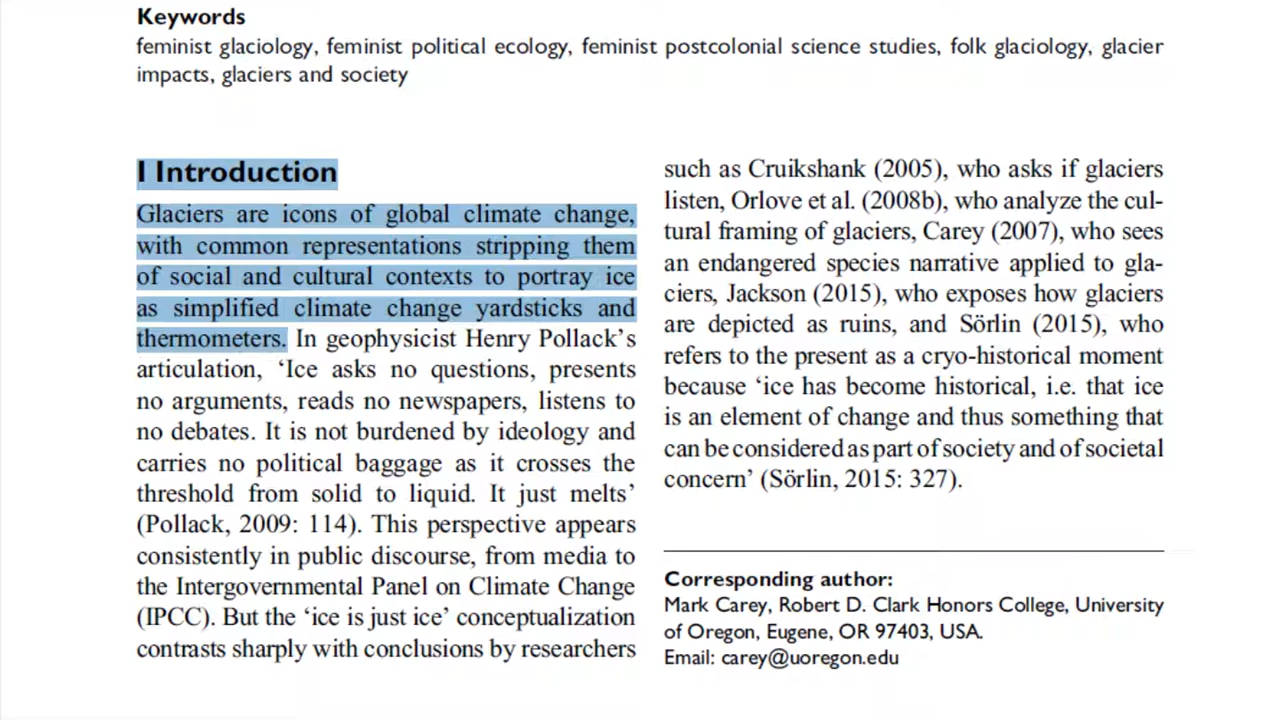 Keywords
feminist glaciology, feminist political ecology, feminist postcolonial science studies, folk glaciology, glacier
impacts, glaciers and society
I Introduction
Glaciers are icons of global climate change,
with common representations stripping them
of social and cultural contexts to portray ice
as simplified climate change yardsticks and
thermometers. In geophysicist Henry Pollack's
articulation, 'Ice asks no questions, presents
no arguments, reads no newspapers, listens to
no debates. It is not burdened by ideology and
carries no political baggage as it crosses the
threshold from solid to liquid. It just melts'
(Pollack, 2009: 114). This perspective appears
consistently in public discourse, from media to
the Intergovernmental Panel on Climate Change
(IPCC). But the 'ice is just ice' conceptualization
contrasts sharply with conclusions by researchers
such as Cruikshank (2005), who asks if glaciers
listen, Orlove et al. (2008b), who analyze the cul-
tural framing of glaciers, Carey (2007), who sees
an endangered species narrative applied to gla-
ciers, Jackson (2015), who exposes how glaciers
are depicted as ruins, and Sörlin (2015), who
refers to the present as a cryo-historical moment
because 'ice has become historical, i.e. that ice
is an element of change and thus something that
can be considered as part of society and of societal
concern' (Sörlin, 2015: 327).
Corresponding author:
Mark Carey, Robert D. Clark Honors College, University
of Oregon, Eugene, OR 97403, USA.
Email: carey@uoregon.edu